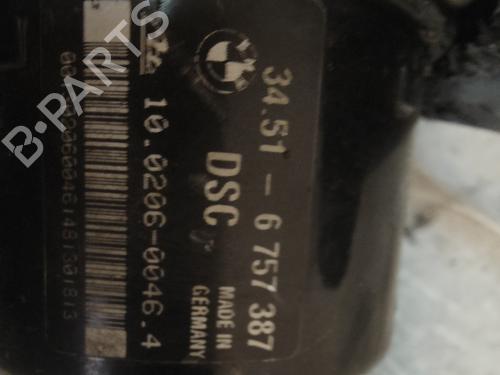 34.51 - 6 757 387
DSC
MADE IN
GERMANY
10.0206-0046.4
B-PARTS